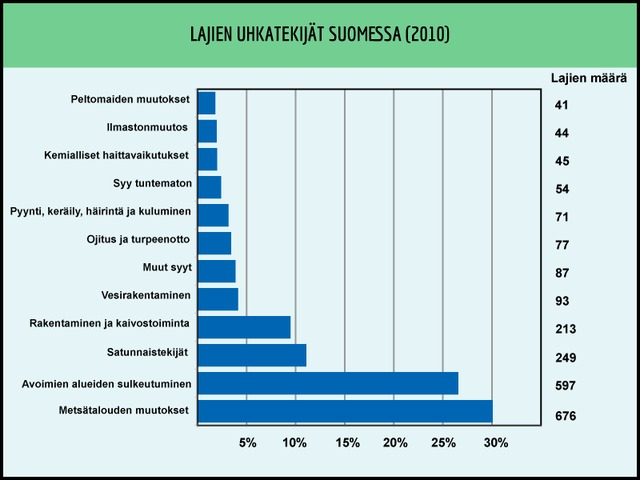 LAJIEN UHKATEKIJÄT SUOMESSA (2010)
Lajien määrä
Peltomaiden muutokset 41
Ilmastonmuutos 44
Kemialliset haittavaikutukset 45
Syy tuntematon 54
Pyynti, keräily, häirintä ja kuluminen 71
Ojitus ja turpeenotto 77
Muut syyt 87
Vesirakentaminen 93
Rakentaminen ja kaivostoiminta 213
Satunnaistekijät 249
Avoimien alueiden sulkeutuminen 597
Metsätalouden muutokset 676
5% 10% 15% 20% 25% 30%